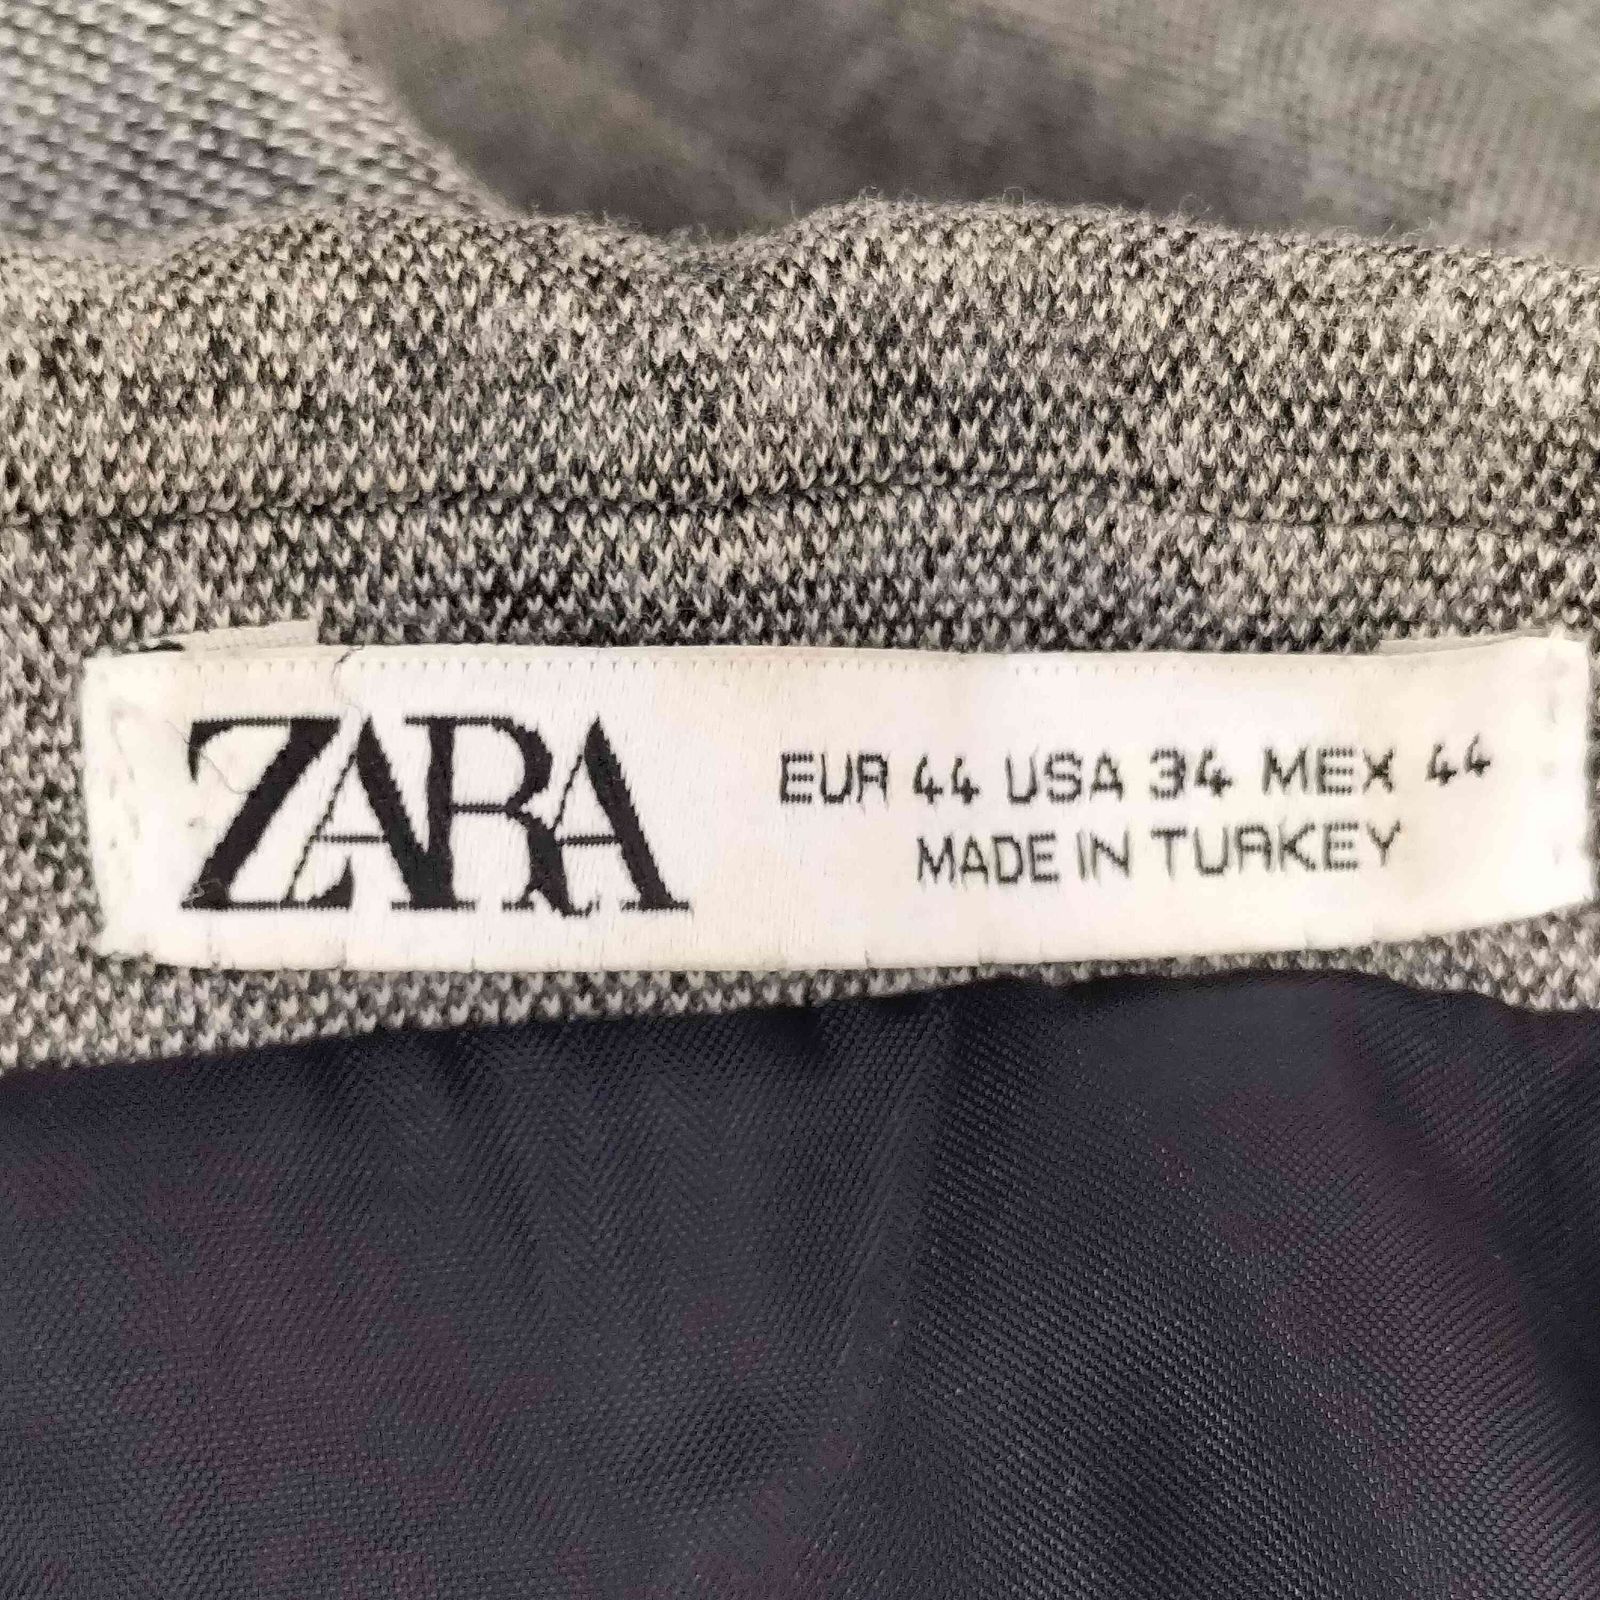 ZARA
EUR 44 USA 34 MEX 44
MADE IN TURKEY